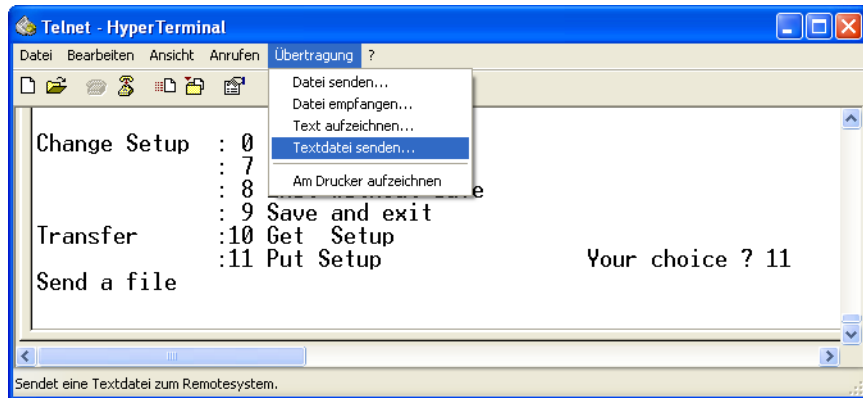 Telnet - HyperTerminal
Datei Bearbeiten Ansicht Anrufen Übertragung ?
Datei senden...
Datei empfangen...
Text aufzeichnen...
Textdatei senden...
Am Drucker aufzeichnen
Change Setup : 0
: 7
: 8
: 9 Save and exit
Transfer :10 Get Setup
:11 Put Setup Your choice ? 11
Send a file
Sendet eine Textdatei zum Remotesystem.